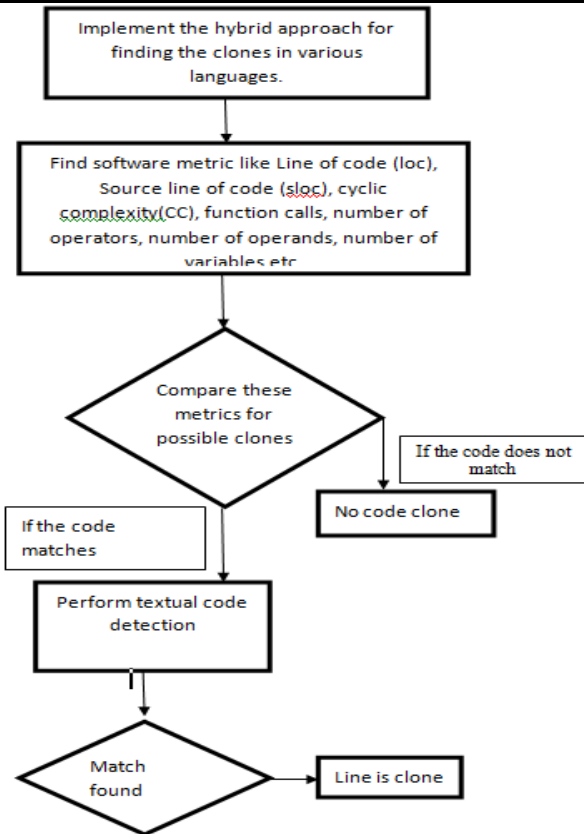 Implement the hybrid approach for
finding the clones in various
languages.
Find software metric like Line of code (loc),
Source line of code (sloc), cyclic
complexity(CC), function calls, number of
operators, number of operands, number of
variables etc
Compare these
metrics for
possible clones
If the code does not
match
No code clone
If the code
matches
Perform textual code
detection
Match
found
Line is clone